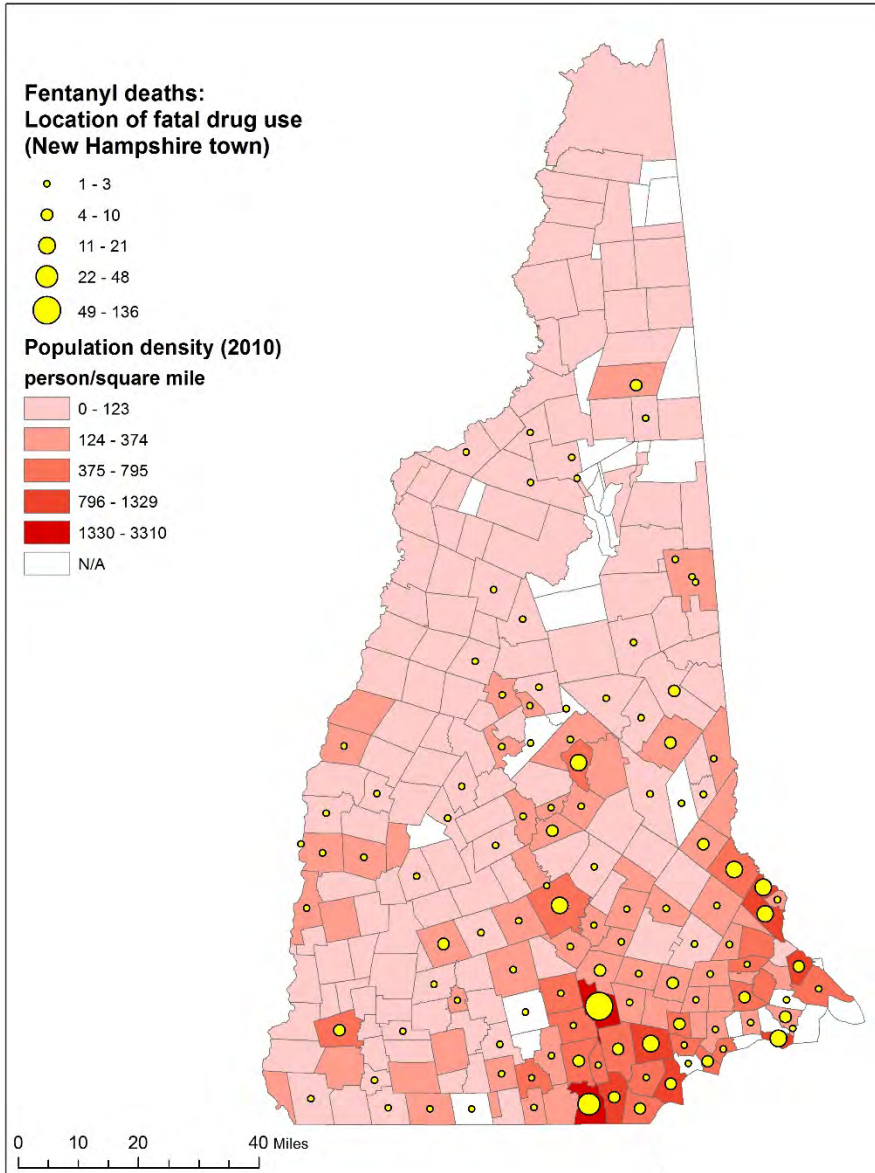 Fentanyl deaths:
Location of fatal drug use
(New Hampshire town)
1 - 3
4 - 10
11 - 21
22 - 48
49 - 136
Population density (2010)
person/square mile
0 - 123
124 - 374
375 - 795
796 - 1329
1330 - 3310
N/A
0 10 20 40 Miles